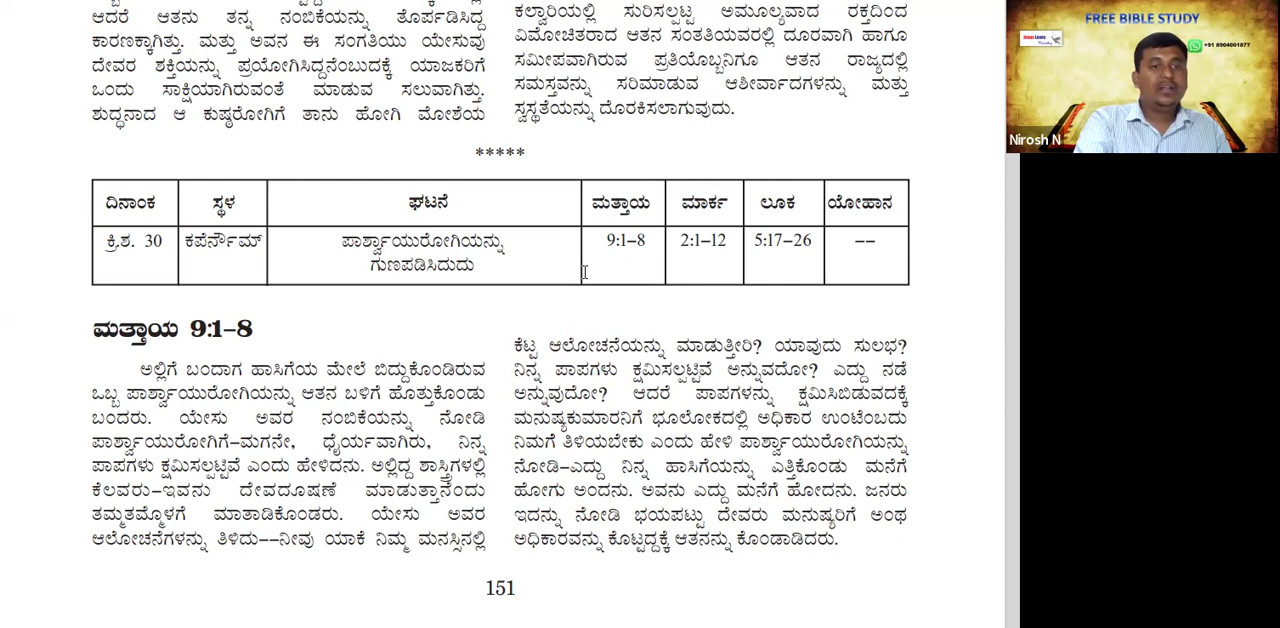 ಆದರೆ ಆತನು ತನ್ನ ನಂಬಿಕೆಯನ್ನು ತೊರ್ಪಡಿಸಿದ್ದ
ಕಾರಣಕ್ಕಾಗಿತ್ತು. ಮತ್ತು ಅವನ ಈ ಸಂಗತಿಯು ಯೇಸುವು
ದೇವರ ಶಕ್ತಿಯನ್ನು ಪ್ರಯೋಗಿಸಿದ್ದನೆಂಬುದಕ್ಕೆ ಯಾಜಕರಿಗೆ
ಒಂದು ಸಾಕ್ಷಿಯಾಗಿರುವಂತೆ ಮಾಡುವ ಸಲುವಾಗಿತ್ತು.
ಶುದ್ಧನಾದ ಆ ಕುಷ್ಠರೋಗಿಗೆ ತಾನು ಹೋಗಿ ಮೋಶೆಯ
ಕಲ್ವಾರಿಯಲ್ಲಿ ಸುರಿಸಲ್ಪಟ್ಟ ಅಮೂಲ್ಯವಾದ ರಕ್ತದಿಂದ
ವಿಮೋಚಿತರಾದ ಆತನ ಸಂತತಿಯವರಲ್ಲಿ ದೂರವಾಗಿ ಹಾಗೂ
ಸಮೀಪವಾಗಿರುವ ಪ್ರತಿಯೊಬ್ಬನಿಗೂ ಆತನ ರಾಜ್ಯದಲ್ಲಿ
ಸಮಸ್ತವನ್ನು ಸರಿಮಾಡುವ ಆಶೀರ್ವಾದಗಳನ್ನು ಮತ್ತು
ಸ್ವಸ್ಥತೆಯನ್ನು ದೊರಕಿಸಲಾಗುವುದು.
*****
ದಿನಾಂಕ ಸ್ಥಳ ಘಟನೆ ಮತ್ತಾಯ ಮಾರ್ಕ ಲೂಕ ಯೋಹಾನ
ಕ್ರಿ.ಶ. 30 ಕಪೆರ್ನೌಮ್ ಪಾರ್ಶ್ವಾಯುರೋಗಿಯನ್ನು 9:1–8 2:1–12 5:17–26 ––
ಗುಣಪಡಿಸಿದುದು
ಮತ್ತಾಯ 9:1–8
ಅಲ್ಲಿಗೆ ಬಂದಾಗ ಹಾಸಿಗೆಯ ಮೇಲೆ ಬಿದ್ದುಕೊಂಡಿರುವ
ಒಬ್ಬ ಪಾರ್ಶ್ವಾಯುರೋಗಿಯನ್ನು ಆತನ ಬಳಿಗೆ ಹೊತ್ತುಕೊಂಡು
ಬಂದರು. ಯೇಸು ಅವರ ನಂಬಿಕೆಯನ್ನು ನೋಡಿ
ಪಾರ್ಶ್ವಾಯುರೋಗಿಗೆ–ಮಗನೇ, ಧೈರ್ಯವಾಗಿರು, ನಿನ್ನ
ಪಾಪಗಳು ಕ್ಷಮಿಸಲ್ಪಟ್ಟಿವೆ ಎಂದು ಹೇಳಿದನು. ಅಲ್ಲಿದ್ದ ಶಾಸ್ತ್ರಿಗಳಲ್ಲಿ
ಕೆಲವರು–ಇವನು ದೇವದೂಷಣೆ ಮಾಡುತ್ತಾನೆಂದು
ತಮ್ಮತಮ್ಮೊಳಗೆ ಮಾತಾಡಿಕೊಂಡರು. ಯೇಸು ಅವರ
ಆಲೋಚನೆಗಳನ್ನು ತಿಳಿದು––ನೀವು ಯಾಕೆ ನಿಮ್ಮ ಮನಸ್ಸಿನಲ್ಲಿ
ಕೆಟ್ಟ ಆಲೋಚನೆಯನ್ನು ಮಾಡುತ್ತೀರಿ? ಯಾವುದು ಸುಲಭ?
ನಿನ್ನ ಪಾಪಗಳು ಕ್ಷಮಿಸಲ್ಪಟ್ಟಿವೆ ಅನ್ನುವದೋ? ಎದ್ದು ನಡೆ
ಅನ್ನುವುದೋ? ಆದರೆ ಪಾಪಗಳನ್ನು ಕ್ಷಮಿಸಿಬಿಡುವದಕ್ಕೆ
ಮನುಷ್ಯಕುಮಾರನಿಗೆ ಭೂಲೋಕದಲ್ಲಿ ಅಧಿಕಾರ ಉಂಟೆಂಬದು
ನಿಮಗೆ ತಿಳಿಯಬೇಕು ಎಂದು ಹೇಳಿ ಪಾರ್ಶ್ವಾಯುರೋಗಿಯನ್ನು
ನೋಡಿ–ಎದ್ದು ನಿನ್ನ ಹಾಸಿಗೆಯನ್ನು ಎತ್ತಿಕೊಂಡು ಮನೆಗೆ
ಹೋಗು ಅಂದನು. ಅವನು ಎದ್ದು ಮನೆಗೆ ಹೋದನು. ಜನರು
ಇದನ್ನು ನೋಡಿ ಭಯಪಟ್ಟು ದೇವರು ಮನುಷ್ಯರಿಗೆ ಅಂಥ
ಅಧಿಕಾರವನ್ನು ಕೊಟ್ಟದ್ದಕ್ಕೆ ಆತನನ್ನು ಕೊಂಡಾಡಿದರು.
151
FREE BIBLE STUDY
+91 8904001877
Nirosh N